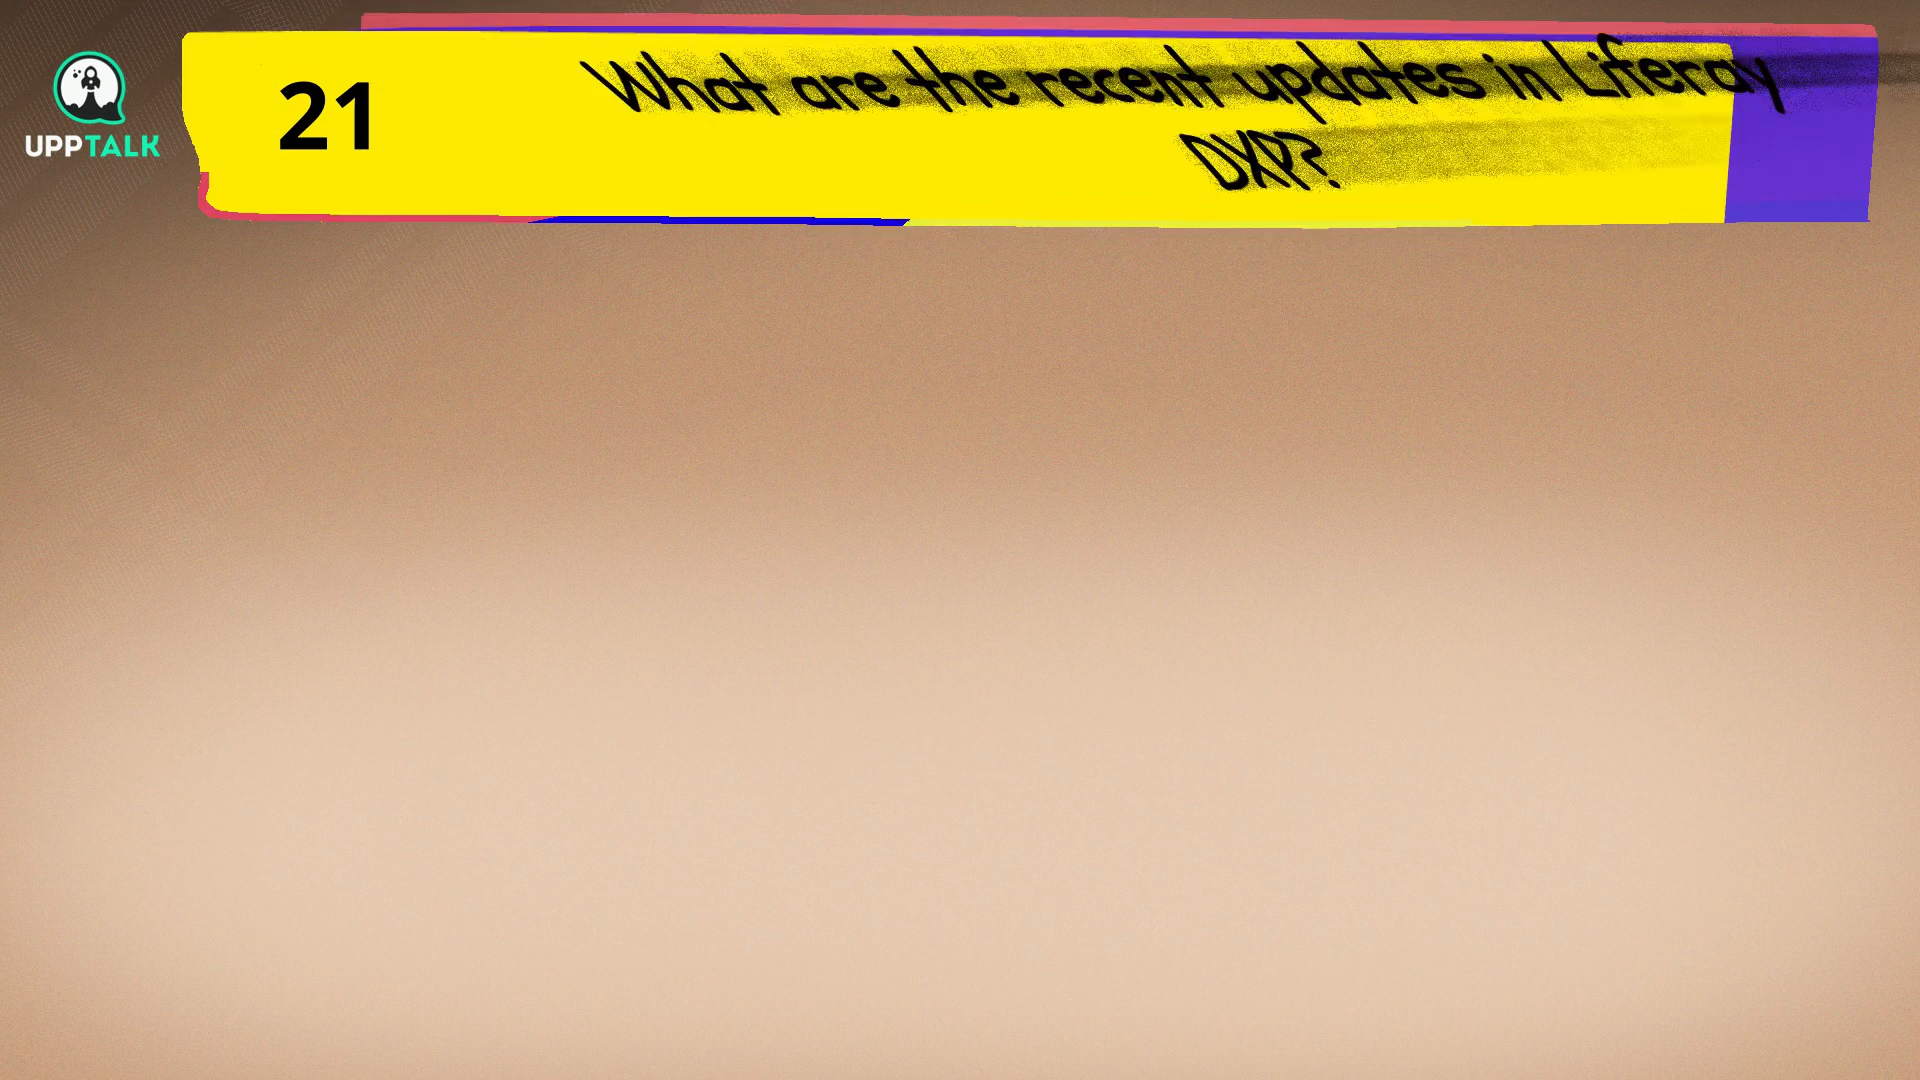 UPPTALK
21
What are the recent updates in Liferay
DXP?